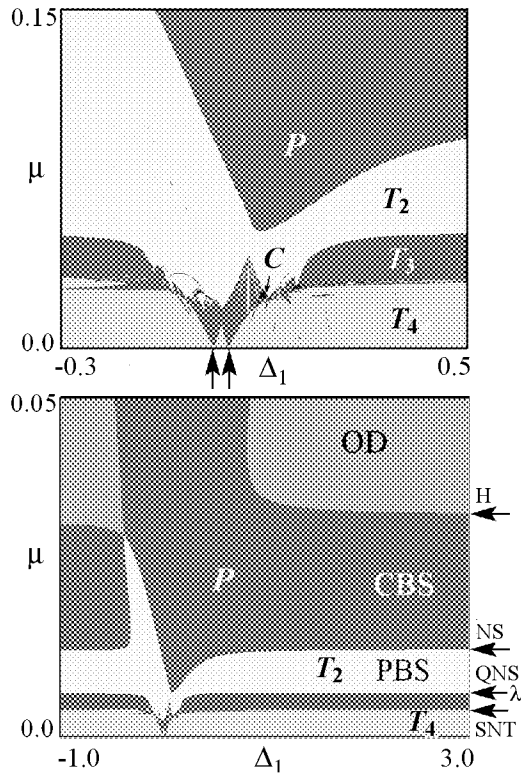 0.15
P
μ
T2
C
T3
T4
0.0
-0.3
Δ1
0.5
0.05
OD
H
μ
P
CBS
NS
T2 PBS
QNS
λ
T4
SNT
0.0
-1.0
Δ1
3.0